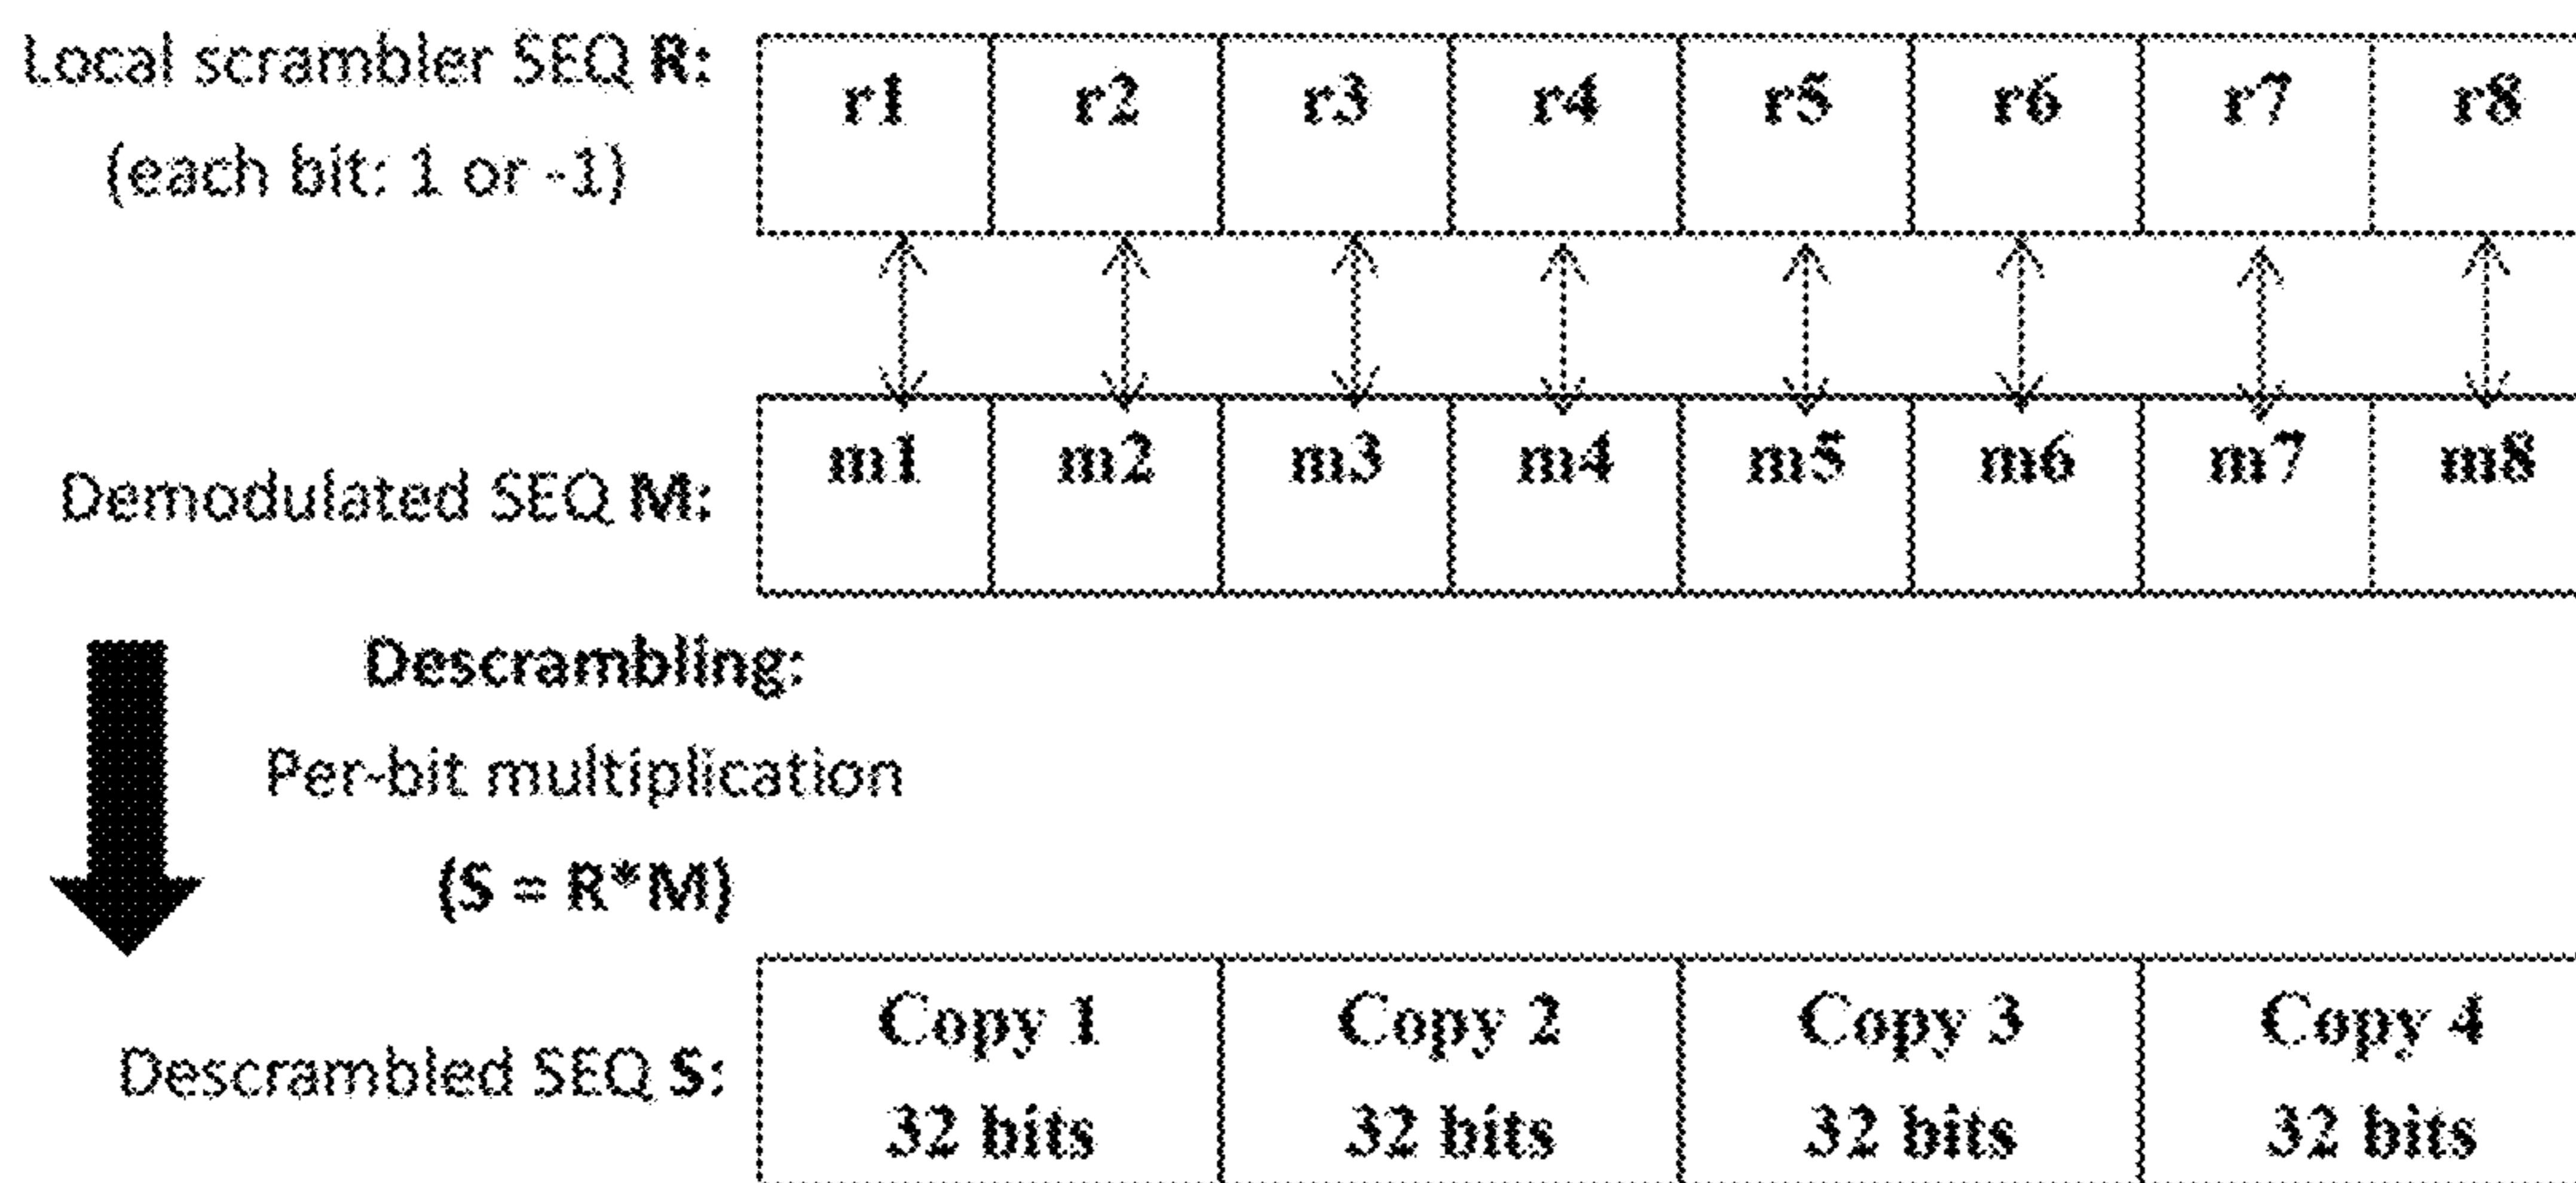 Local scrambler SEQ R:
(each bit: 1 or -1)
r1 r2 r3 r4 r5 r6 r7 r8
Demodulated SEQ M:
m1 m2 m3 m4 m5 m6 m7 m8
Descrambling:
Per-bit multiplication
(S = R*M)
Descrambled SEQ S:
Copy 1 Copy 2 Copy 3 Copy 4
32 bits 32 bits 32 bits 32 bits